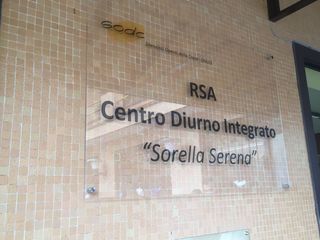 RSA
Centro Diurno Integrato
“Sorella Serena”